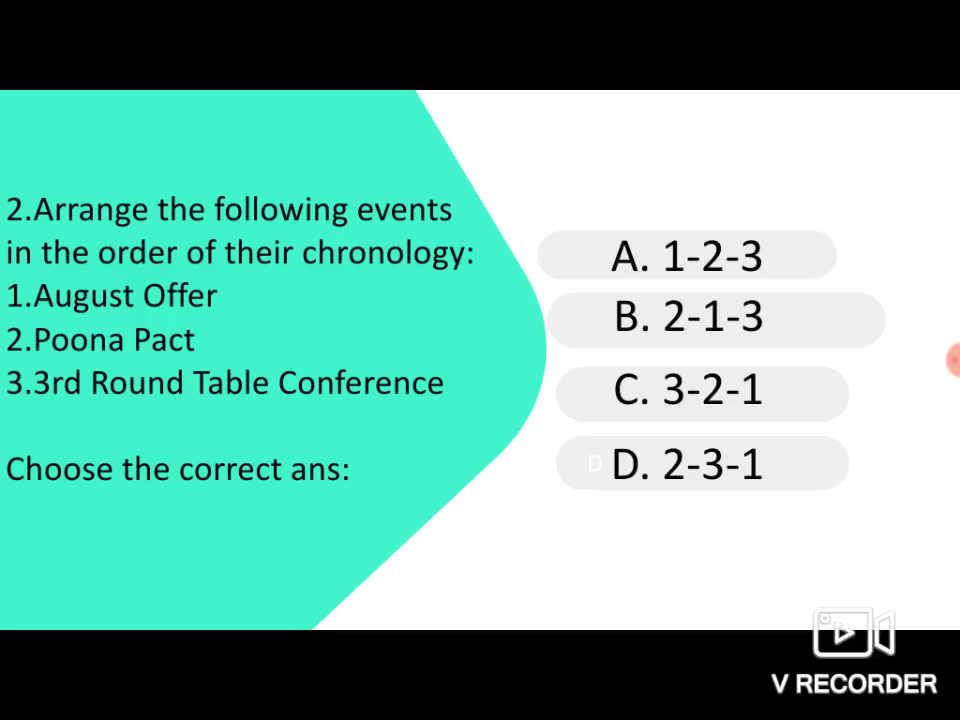 2.Arrange the following events
in the order of their chronology:
1.August Offer
2.Poona Pact
3.3rd Round Table Conference
Choose the correct ans:
A. 1-2-3
B. 2-1-3
C. 3-2-1
D D. 2-3-1
V RECORDER